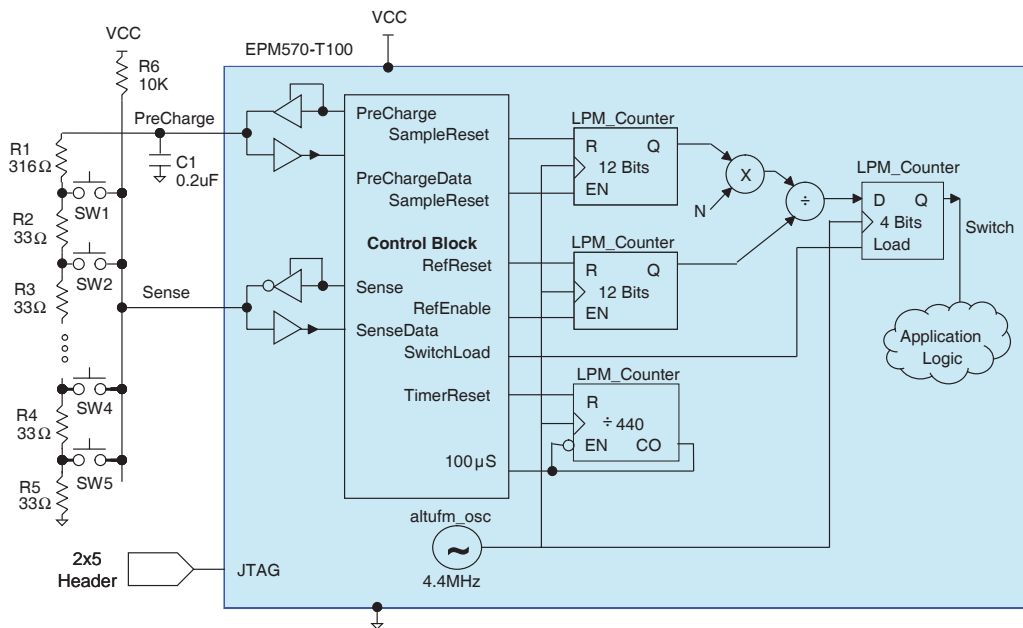 VCC
EPM570-T100
VCC
R6
10K
PreCharge
R1
316Ω
C1
0.2uF
SW1
R2
33Ω
SW2
R3
33Ω
Sense
SW4
R4
33Ω
SW5
R5
33Ω
2x5
Header
JTAG
PreCharge
SampleReset
PreChargeData
SampleReset
Control Block
RefReset
Sense
RefEnable
SenseData
SwitchLoad
TimerReset
100µS
altufm_osc
~
4.4MHz
LPM_Counter
R Q
12 Bits
EN
X
N
÷
LPM_Counter
R Q
12 Bits
EN
LPM_Counter
R
÷ 440
EN CO
LPM_Counter
D Q
4 Bits
Load
Switch
Application
Logic